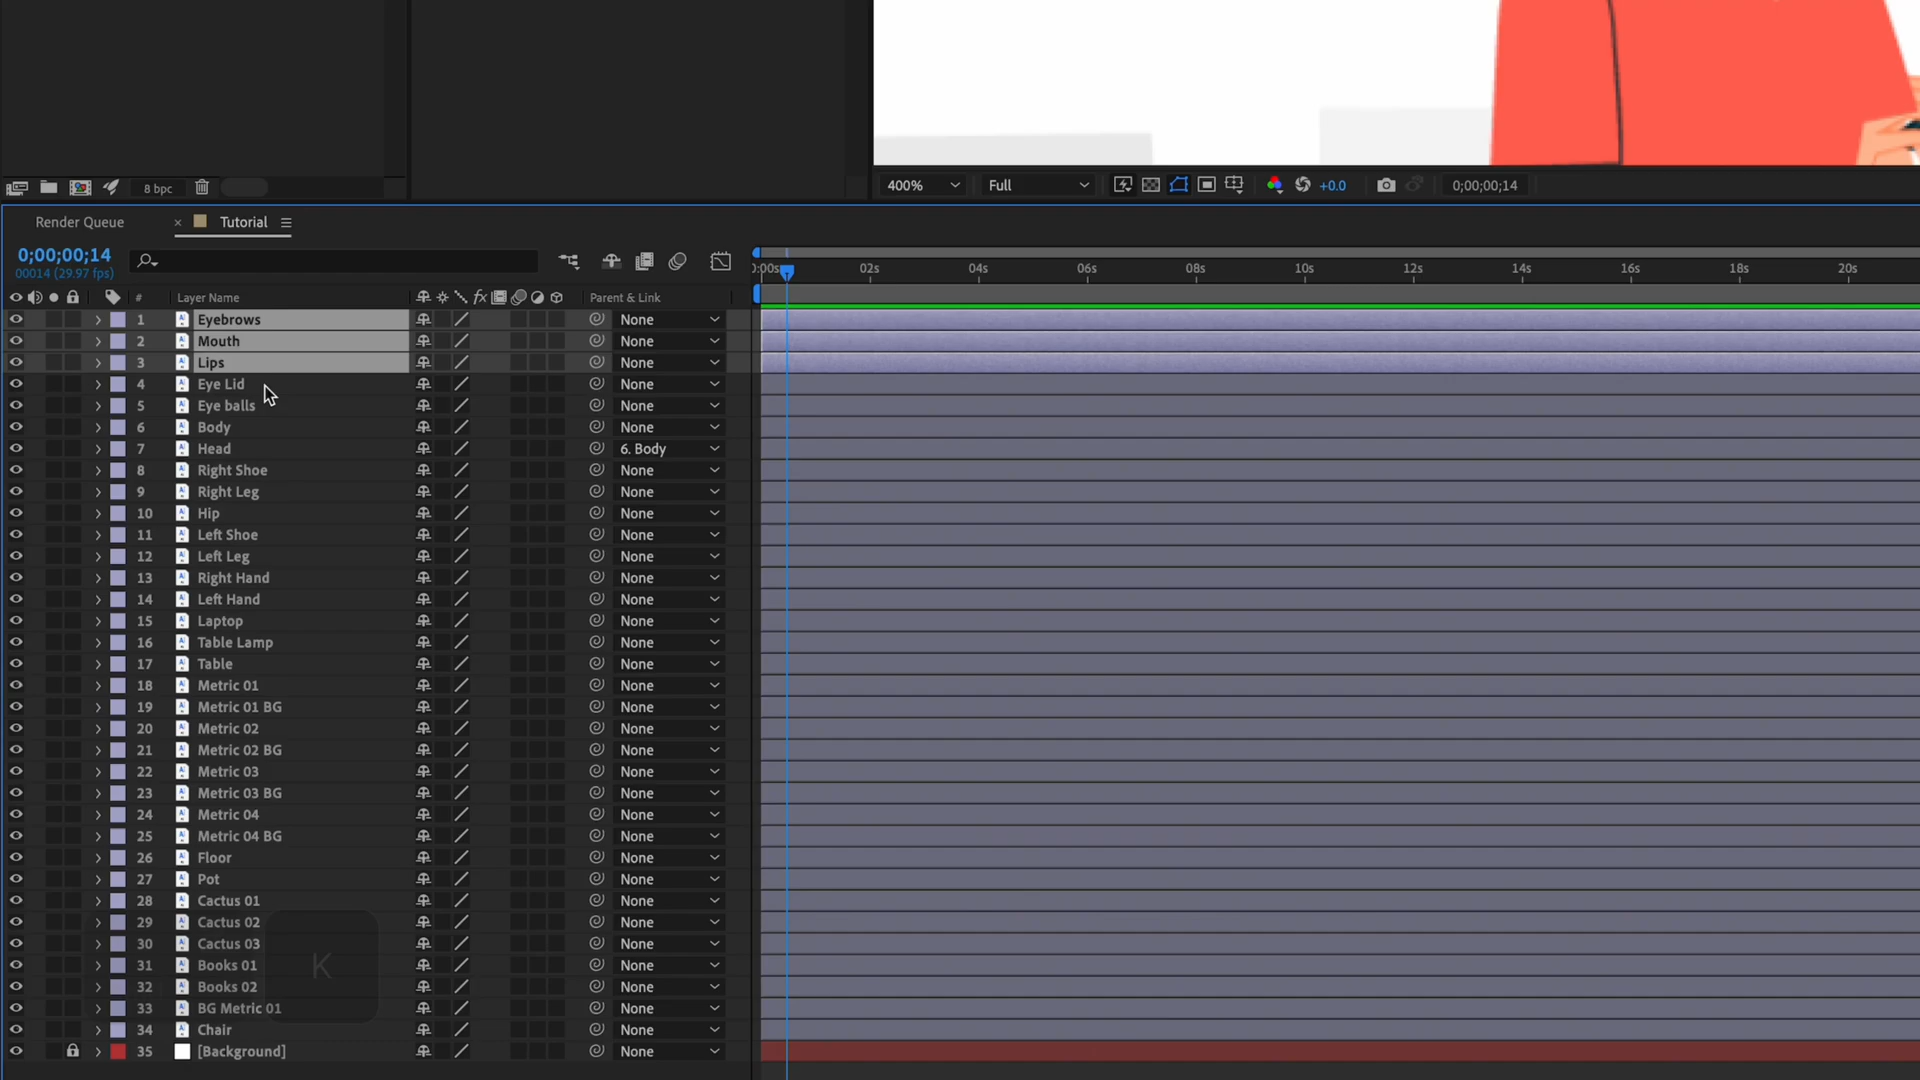 8 bpc
400% Full +0.0 0;00;00;14
Render Queue × Tutorial
0;00;00;14
00014 (29.97 fps)
0:00s 02s 04s 06s 08s 10s 12s 14s 16s 18s 20s
# Layer Name fx Parent & Link
1 Eyebrows None
2 Mouth None
3 Lips None
4 Eye Lid None
5 Eye balls None
6 Body None
7 Head 6. Body
8 Right Shoe None
9 Right Leg None
10 Hip None
11 Left Shoe None
12 Left Leg None
13 Right Hand None
14 Left Hand None
15 Laptop None
16 Table Lamp None
17 Table None
18 Metric 01 None
19 Metric 01 BG None
20 Metric 02 None
21 Metric 02 BG None
22 Metric 03 None
23 Metric 03 BG None
24 Metric 04 None
25 Metric 04 BG None
26 Floor None
27 Pot None
28 Cactus 01 None
29 Cactus 02 None
30 Cactus 03 None
31 Books 01 None
K
32 Books 02 None
33 BG Metric 01 None
34 Chair None
35 [Background] None